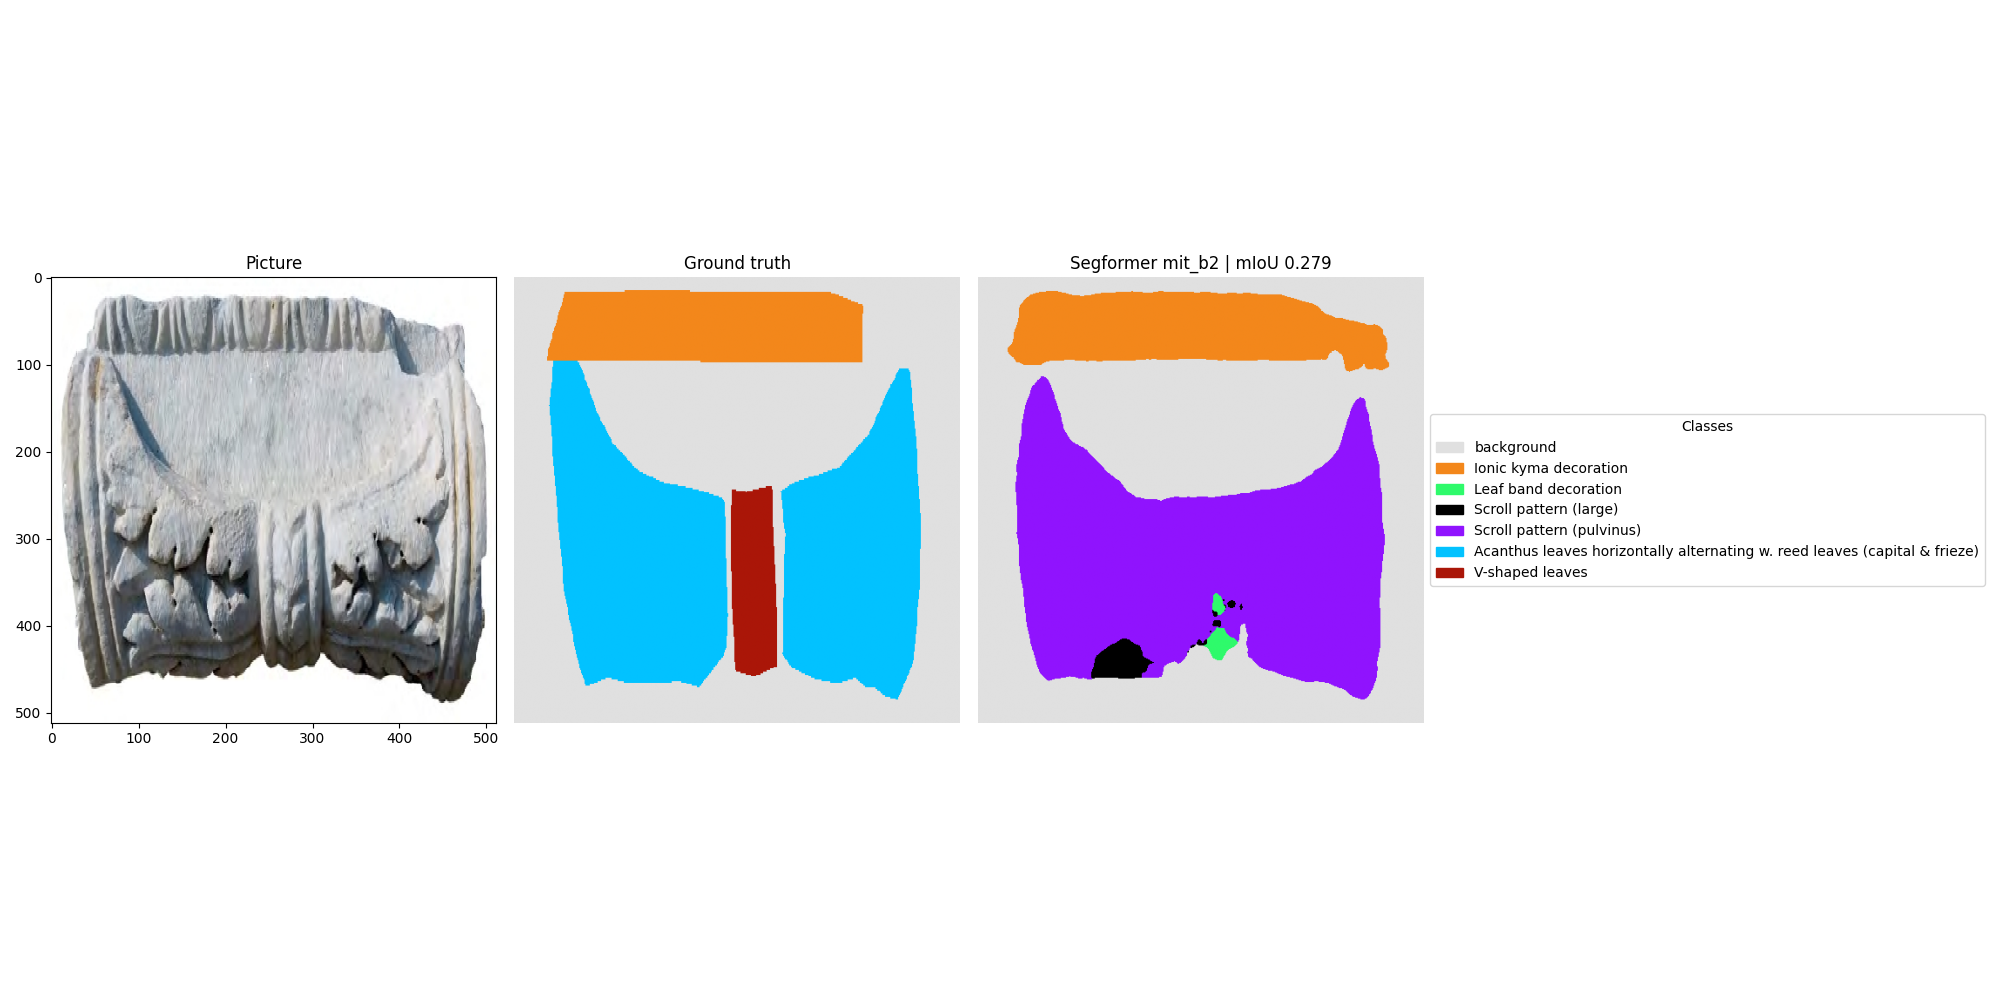 Picture
Ground truth
Segformer mit_b2 | mIoU 0.279
0
100
200
300
400
500
0
100
200
300
400
500
Classes
background
Ionic kyma decoration
Leaf band decoration
Scroll pattern (large)
Scroll pattern (pulvinus)
Acanthus leaves horizontally alternating w. reed leaves (capital & frieze)
V-shaped leaves